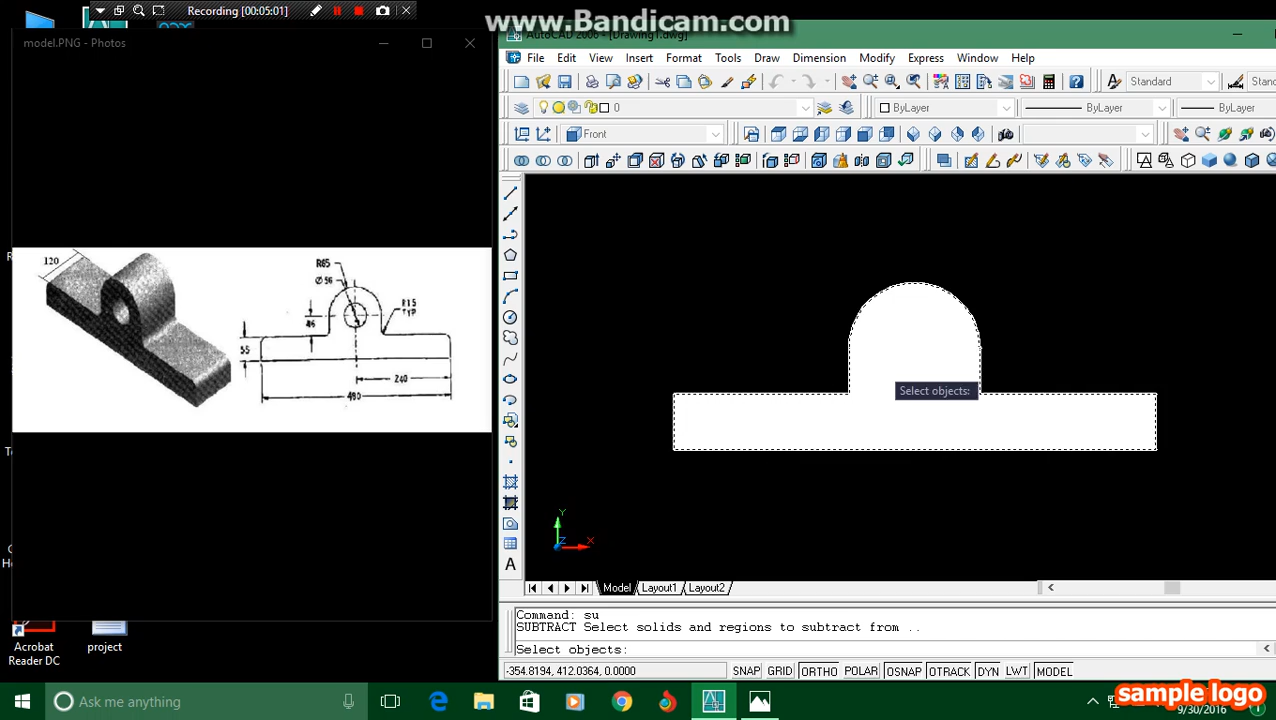 Recording [00:05:01]
www.Bandicam.com
model.PNG - Photos
AutoCAD 2006 - [Drawing1.dwg]
File Edit View Insert Format Tools Draw Dimension Modify Express Window Help
Standard
0
ByLayer
ByLayer
ByLayer
Front
120
R65
Ø 56
R15
TYP
46
55
240
480
Select objects:
Y
Z
X
Model Layout1 Layout2
Command: su
SUBTRACT Select solids and regions to subtract from ..
Select objects:
-354.8194, 412.0364, 0.0000
SNAP GRID ORTHO POLAR OSNAP OTRACK DYN LWT MODEL
Acrobat
Reader DC
project
Ask me anything
sample logo
9/30/2016